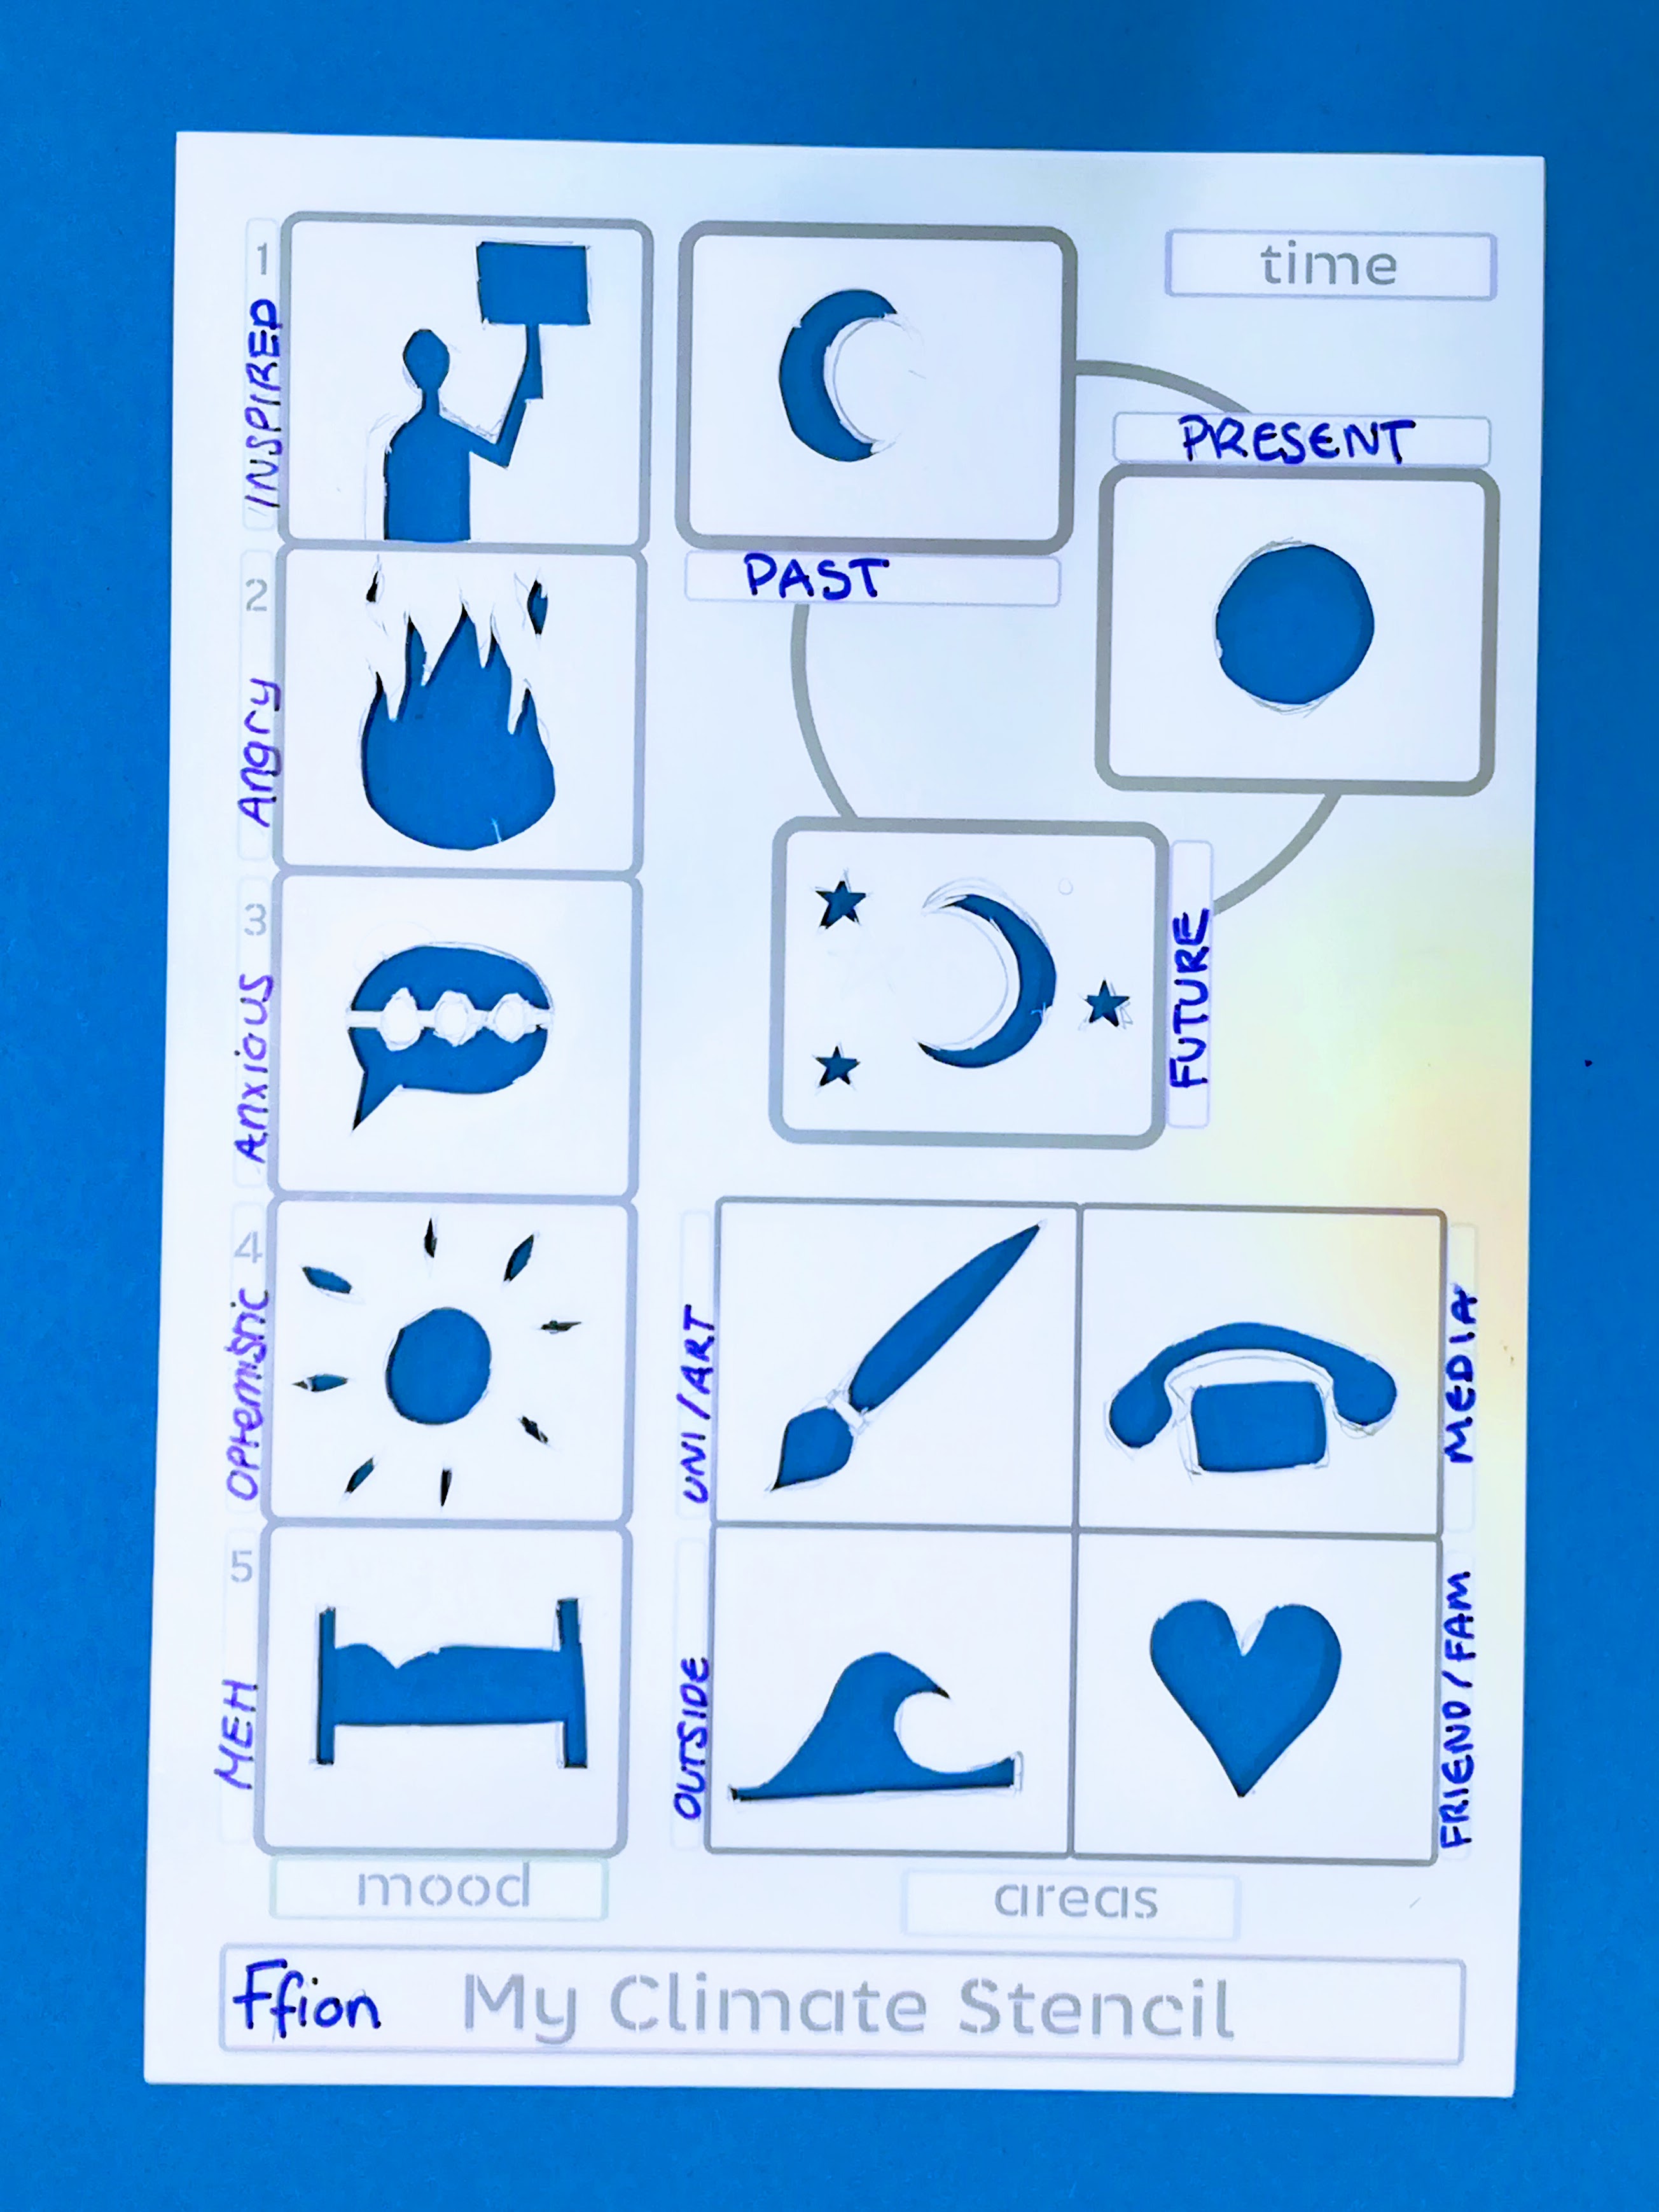 time
1
INSPIRED
PRESENT
PAST
2
Angry
3
Anxious
FUTURE
4
Optemistic
UNI/ART
MEDIA
5
MEH
OUTSIDE
FRIEND/FAM
mood
areas
Ffion My Climate Stencil